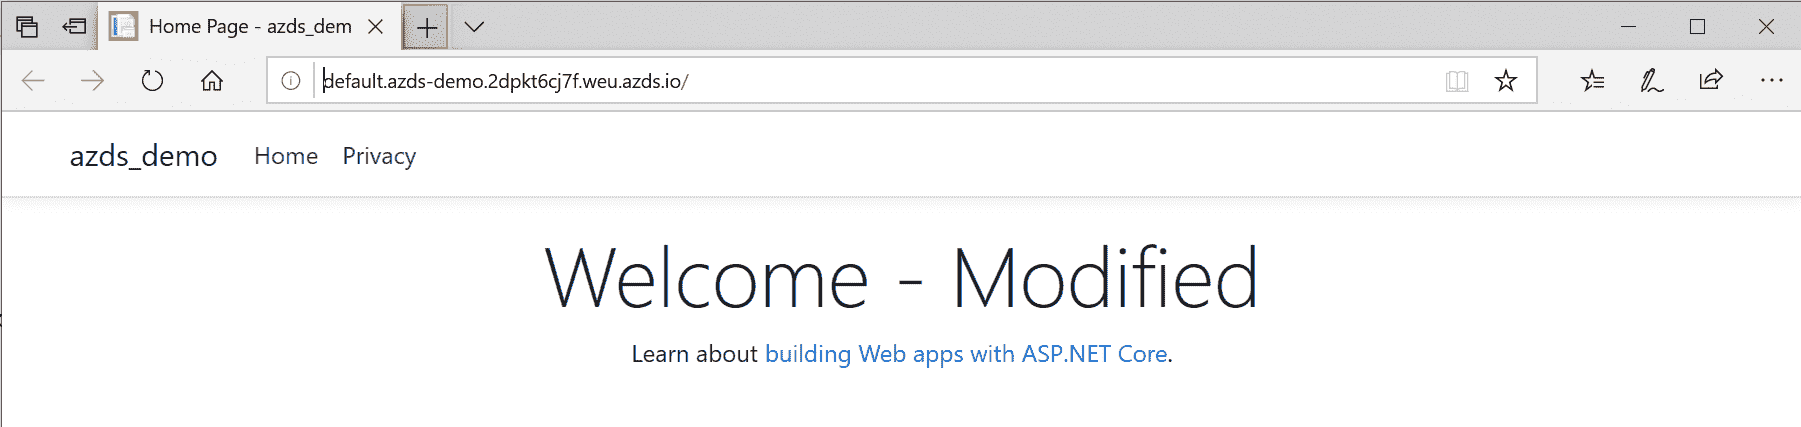 Home Page - azds_dem
default.azds-demo.2dpkt6cj7f.weu.azds.io/
azds_demo Home Privacy
Welcome - Modified
Learn about building Web apps with ASP.NET Core.